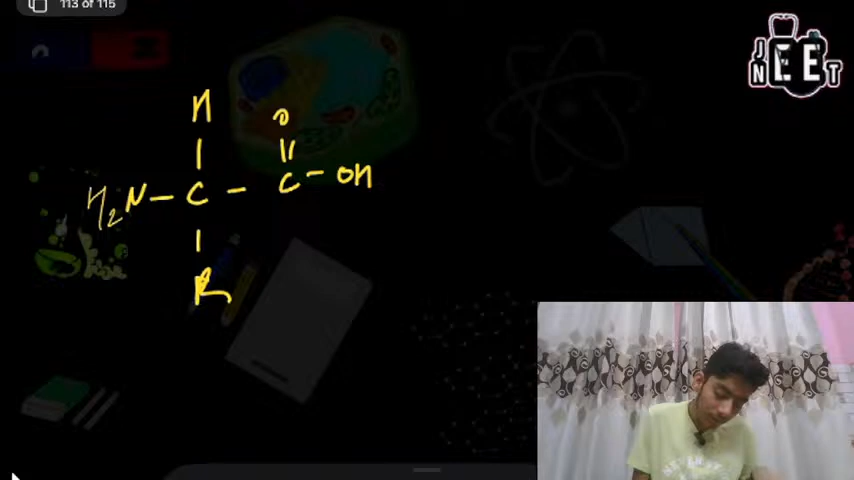 113 of 115
J NEET
N T
H O
|| 
H₂N – C – C – OH
R